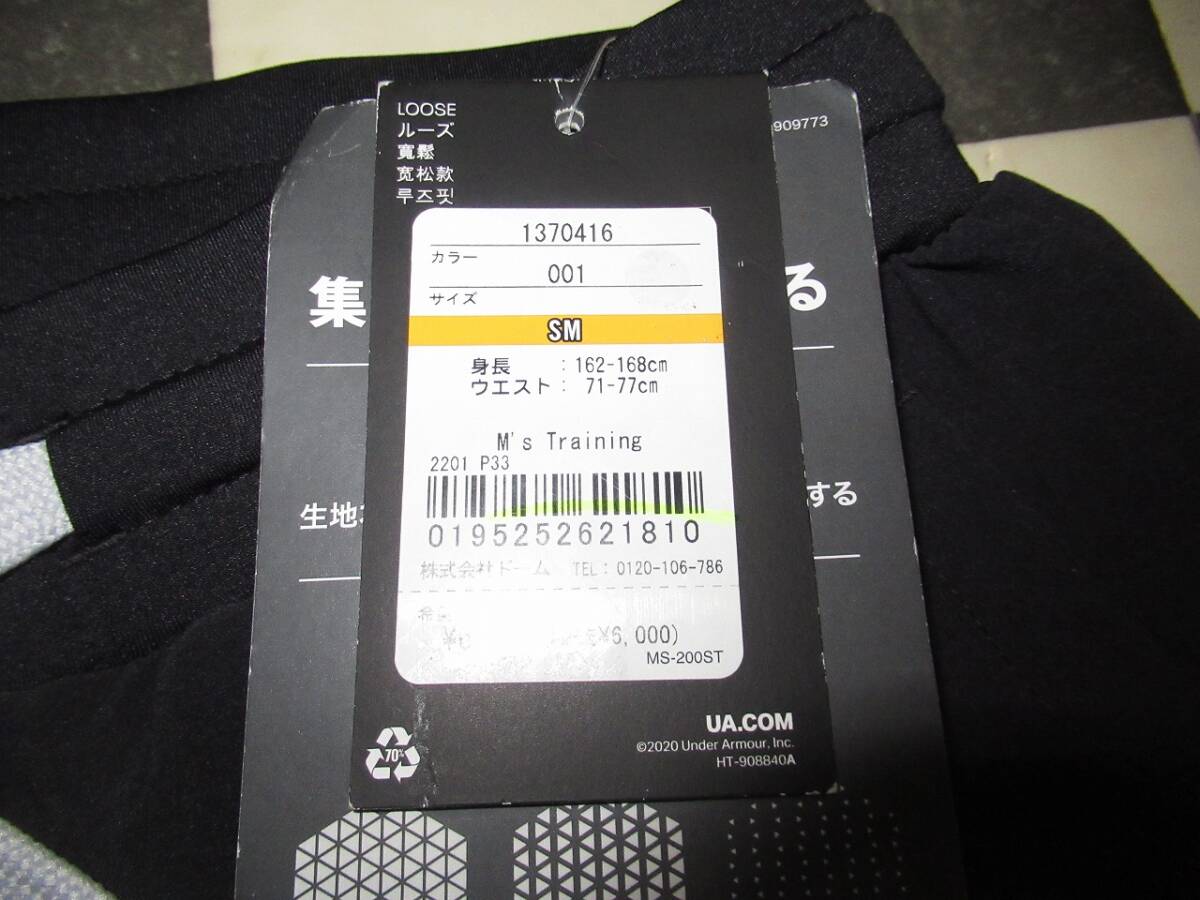 LOOSE
ルーズ
寬鬆
宽松款
루즈핏
909773
1370416
カラー
001
サイズ
集
る
SM
身長 : 162-168cm
ウエスト : 71-77cm
M's Training
2201 P33
生地
する
0195252621810
株式会社ドーム TEL : 0120-106-786
希
¥6,000)
MS-200ST
UA.COM
©2020 Under Armour, Inc.
HT-908840A
70%